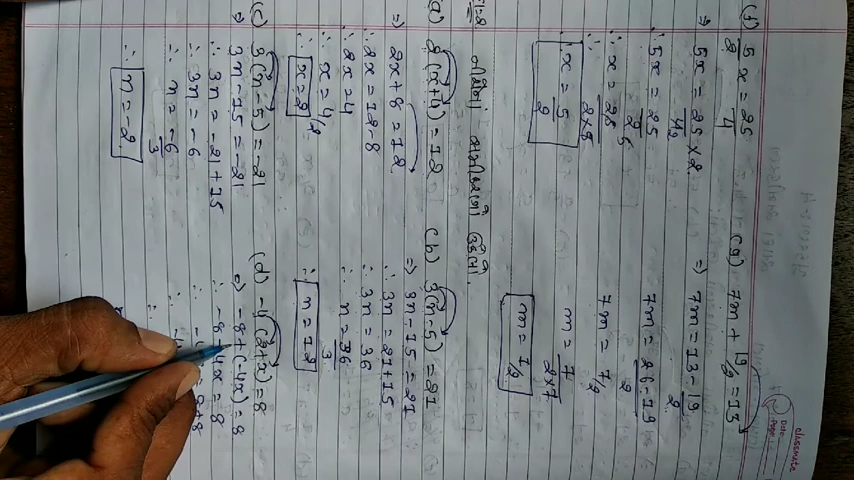 classmate
Date
Page
(f) 5/2 x = 25/4
⇒ 5x = 25/4 × 2
∴ 5x = 25/2
∴ x = 25/2×5
∴ x = 5/2
(g) 7m + 19/2 = 13
⇒ 7m = 13 - 19/2
7m = 26-19/2
7m = 7/2
m = 7/2×7
m = 1/2
સમીકરણો ઉકેલો.
(a) 2(x+4) = 12
⇒ 2x + 8 = 12
∴ 2x = 12-8
∴ 2x = 4
∴ x = 4/2
∴ x = 2
(b) 3(n-5) = 21
⇒ 3n - 15 = 21
∴ 3n = 21 + 15
∴ 3n = 36
∴ n = 36/3
∴ n = 12
(c) 3(n-5) = -21
⇒ 3n - 15 = -21
∴ 3n = -21 + 15
∴ 3n = -6
∴ n = -6/3
∴ n = -2
(d) -4(2+x) = 8
⇒ -8+(-4x) = 8
∴ -8-4x = 8